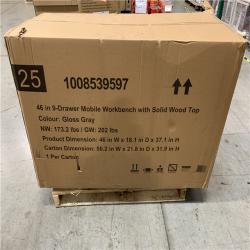 25
1008539597
46 in 9-Drawer Mobile Workbench with Solid Wood Top
Colour: Gloss Gray
NW: 173.2 lbs / GW: 202 lbs
Product Dimension: 46 in W x 18.1 in D x 37.1 in H
Carton Dimension: 50.2 in W x 21.8 in D x 31.9 in H
1 Per Carton